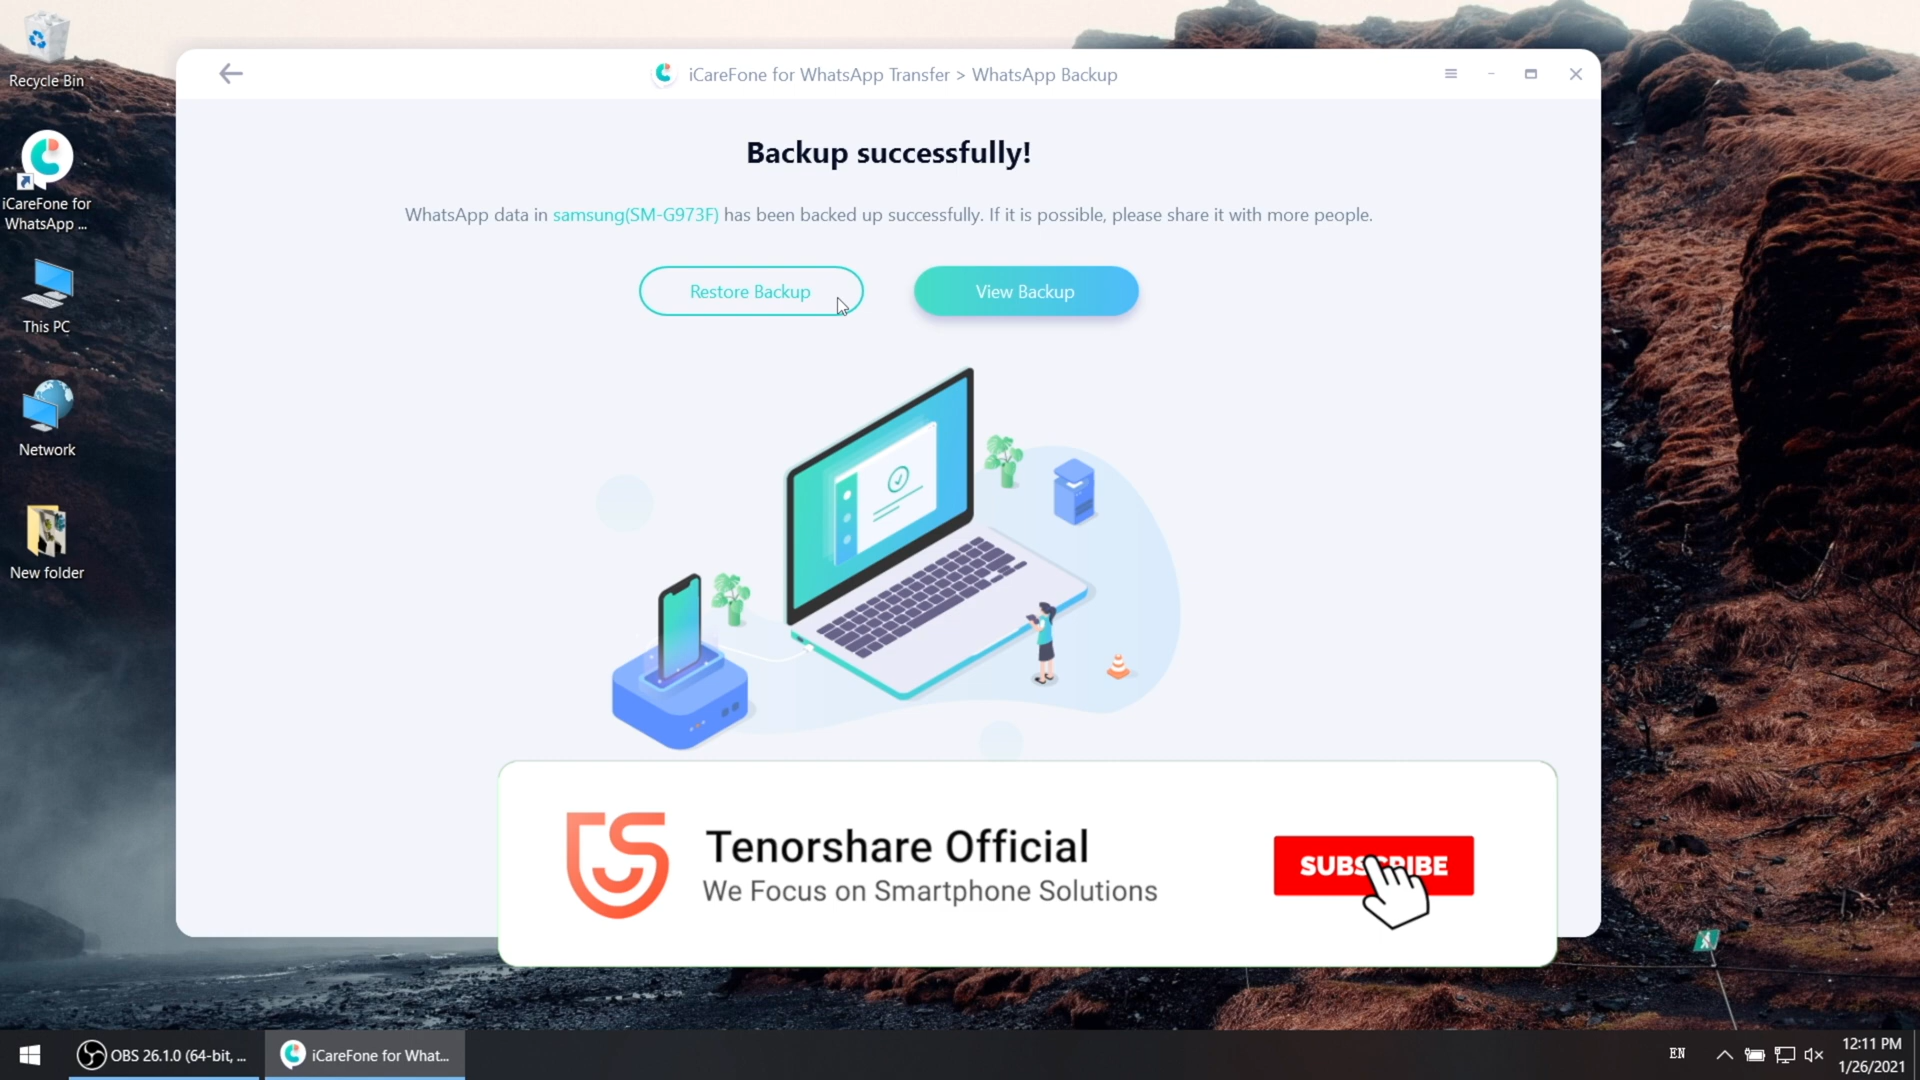 Recycle Bin
iCareFone for
WhatsApp ...
This PC
Network
New folder
iCareFone for WhatsApp Transfer > WhatsApp Backup
Backup successfully!
WhatsApp data in samsung(SM-G973F) has been backed up successfully. If it is possible, please share it with more people.
Restore Backup
View Backup
Tenorshare Official
We Focus on Smartphone Solutions
SUBSCRIBE
OBS 26.1.0 (64-bit, ...
iCareFone for What...
EN
12:11 PM
1/26/2021